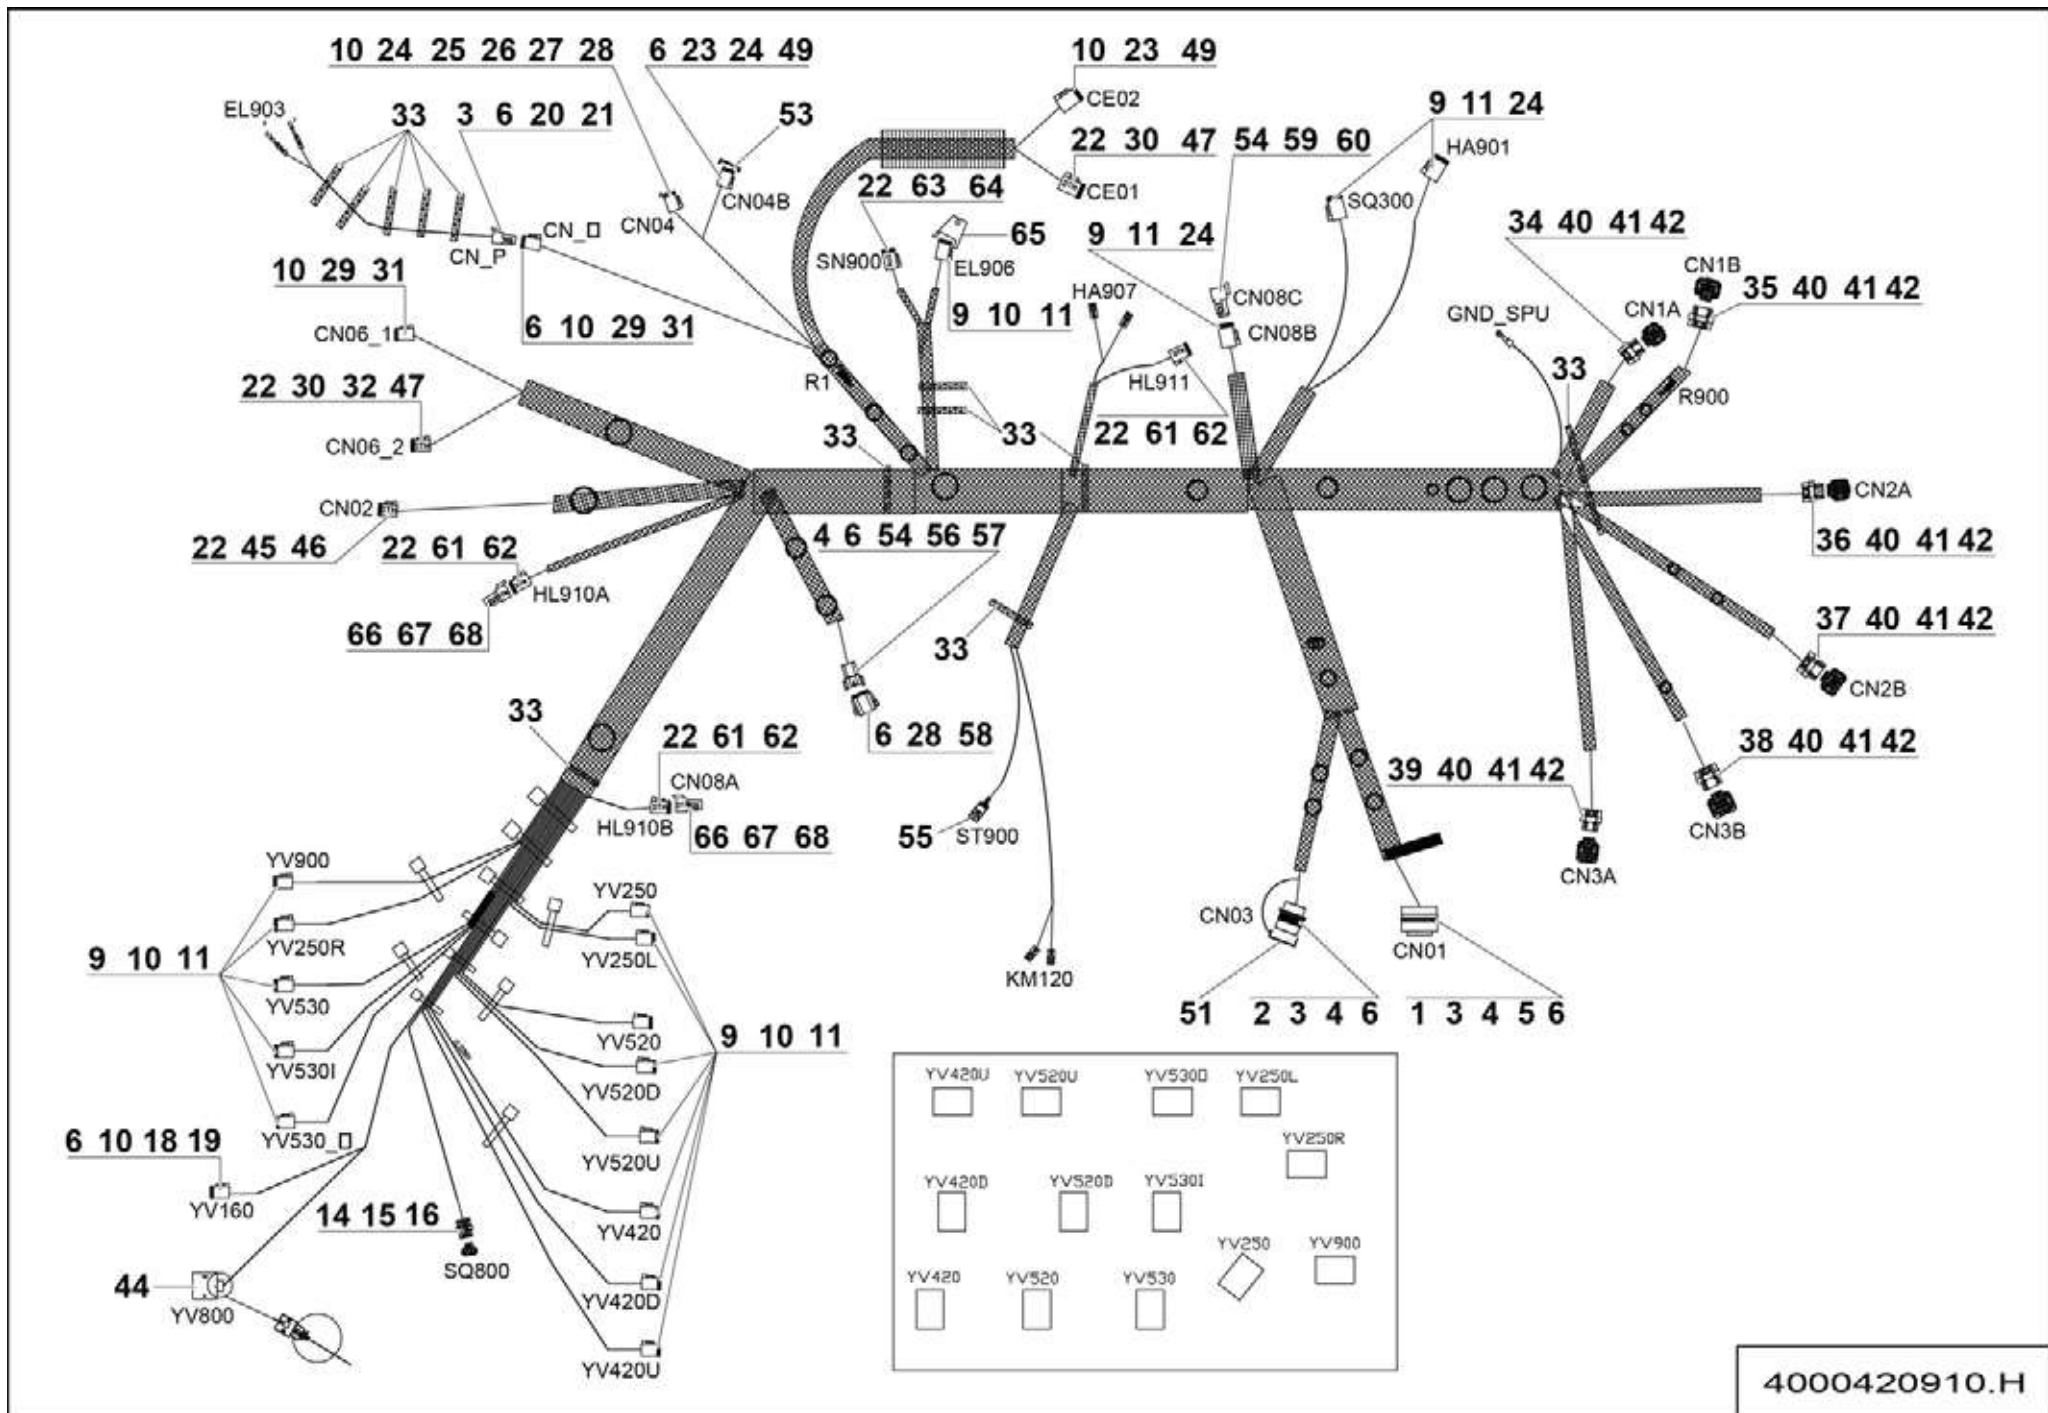 10 24 25 26 27 28
6 23 24 49
10 23 49
EL903
33
3 6 20 21
53
CE02
9 11 24
HA901
22 30 47
54 59 60
CN04B
CN04
CE01
22 63 64
SQ300
CN_P
65
9 11 24
34 40 41 42
SN900
EL906
CN1B
10 29 31
HA907
CN08C
35 40 41 42
CN06_1
6 10 29 31
9 10 11
CN08B
GND_SPU
CN1A
33
22 30 32 47
R1
HL911
R900
CN06_2
33
33
22 61 62
CN02
CN2A
22 45 46
22 61 62
4 6 54 56 57
36 40 41 42
HL910A
66 67 68
33
37 40 41 42
CN2B
33
22 61 62
6 28 58
38 40 41 42
CN08A
39 40 41 42
HL910B
66 67 68
55
ST900
CN3B
YV900
CN3A
YV250
CN03
YV250R
CN01
9 10 11
YV250L
KM120
YV530
51
2 3 4 6
1 3 4 5 6
YV520
9 10 11
YV530I
YV520D
YV530_
6 10 18 19
YV520U
YV160
14 15 16
YV420
SQ800
44
YV800
YV420D
YV420U
YV420U YV520U YV530D YV250L
YV250R
YV420D YV520D YV530I
YV250 YV900
YV420 YV520 YV530
4000420910.H